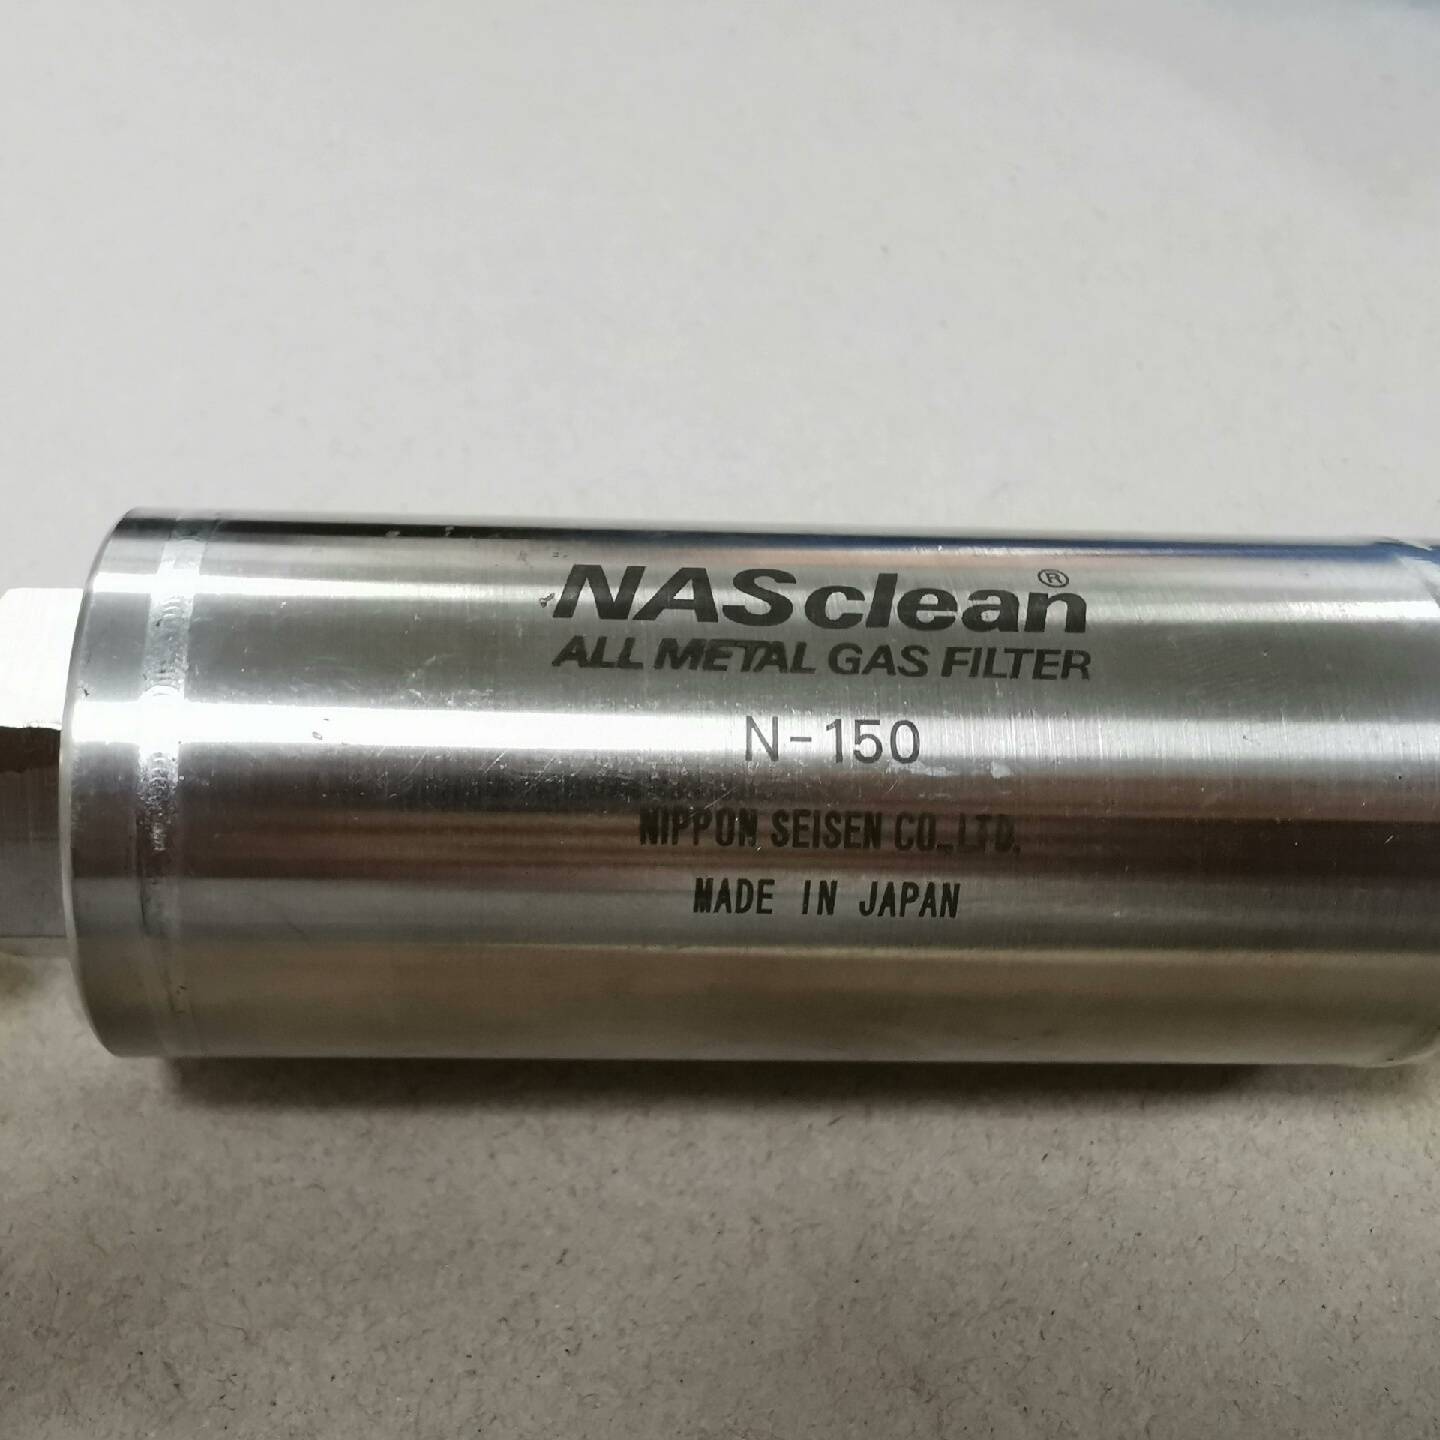 NASclean®
ALL METAL GAS FILTER
N-150
NIPPON SEISEN CO.,LTD.
MADE IN JAPAN